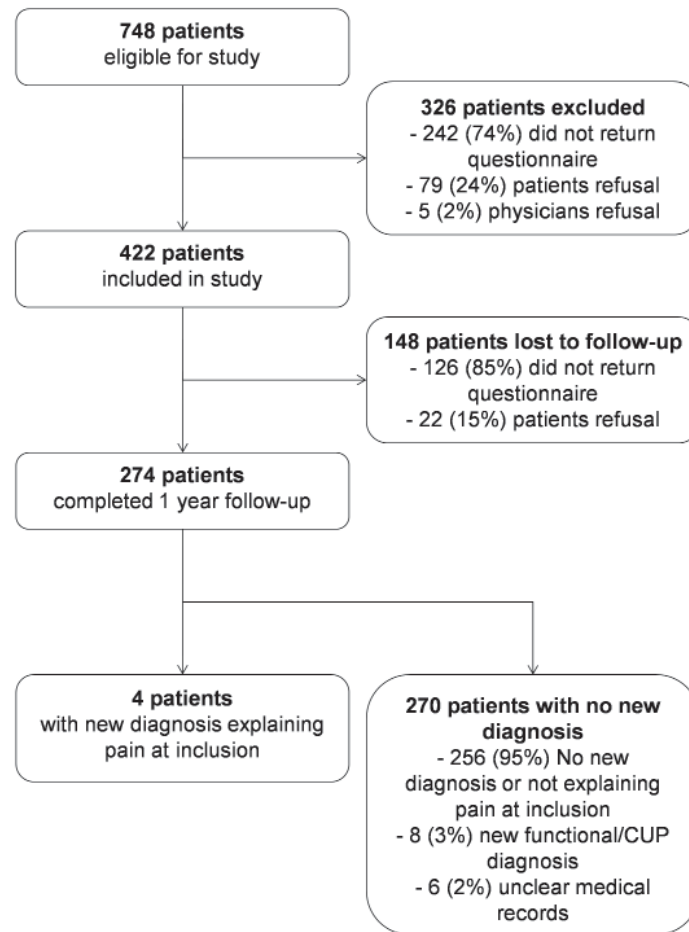 748 patients
eligible for study
326 patients excluded
- 242 (74%) did not return
questionnaire
- 79 (24%) patients refusal
- 5 (2%) physicians refusal
422 patients
included in study
148 patients lost to follow-up
- 126 (85%) did not return
questionnaire
- 22 (15%) patients refusal
274 patients
completed 1 year follow-up
4 patients
with new diagnosis explaining
pain at inclusion
270 patients with no new
diagnosis
- 256 (95%) No new
diagnosis or not explaining
pain at inclusion
- 8 (3%) new functional/CUP
diagnosis
- 6 (2%) unclear medical
records